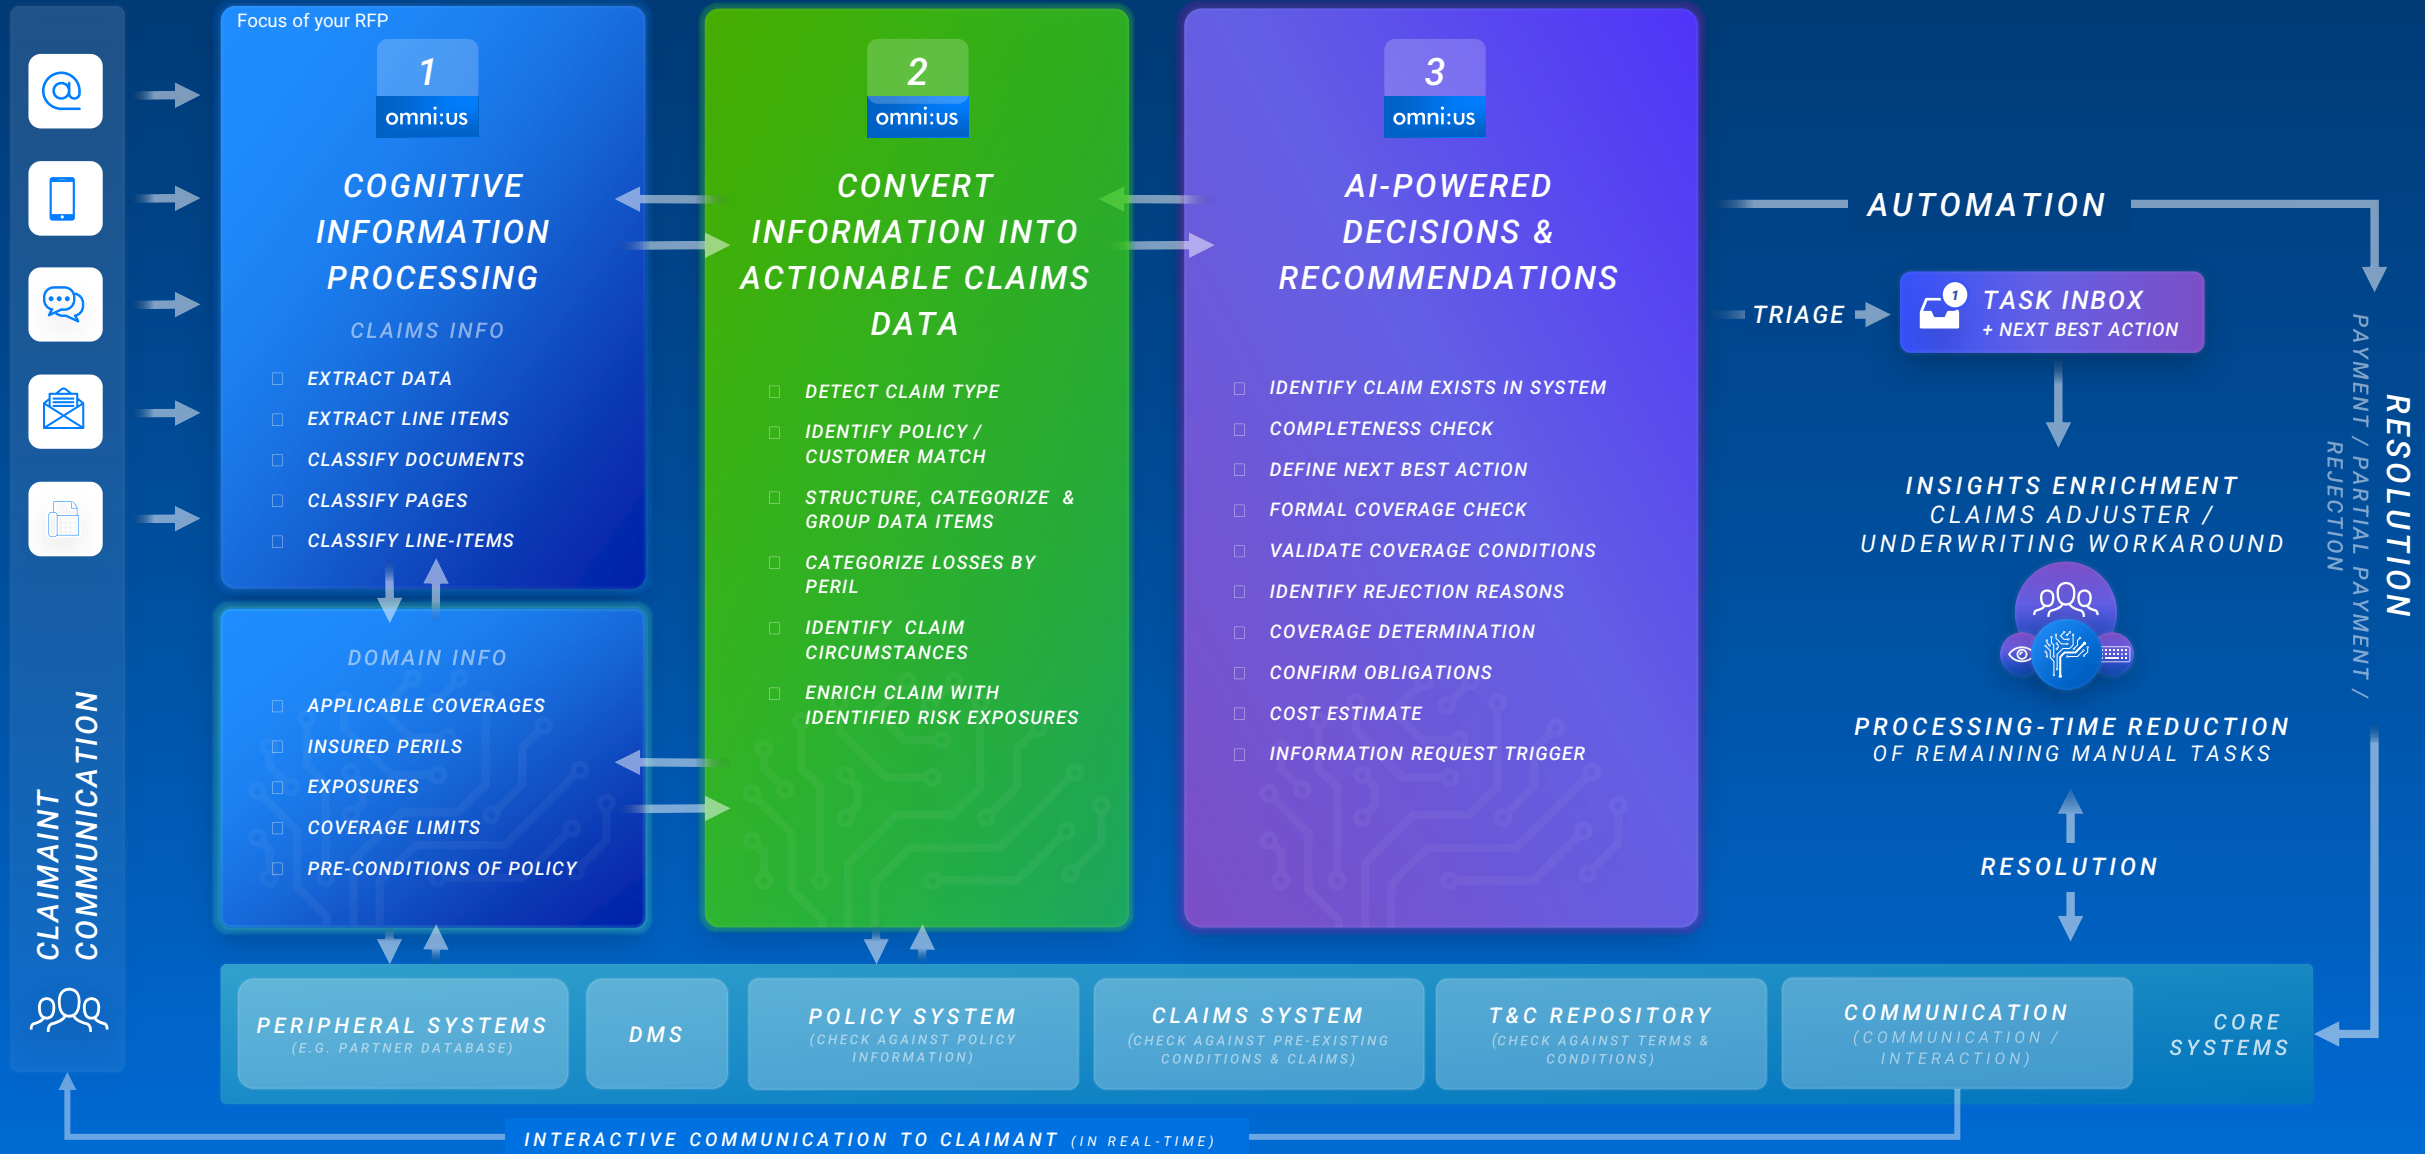 Focus of your RFP
1
omni:us
COGNITIVE
INFORMATION
PROCESSING
CLAIMS INFO
EXTRACT DATA
EXTRACT LINE ITEMS
CLASSIFY DOCUMENTS
CLASSIFY PAGES
CLASSIFY LINE-ITEMS
DOMAIN INFO
APPLICABLE COVERAGES
INSURED PERILS
EXPOSURES
COVERAGE LIMITS
PRE-CONDITIONS OF POLICY
2
omni:us
CONVERT
INFORMATION INTO
ACTIONABLE CLAIMS
DATA
DETECT CLAIM TYPE
IDENTIFY POLICY /
CUSTOMER MATCH
STRUCTURE, CATEGORIZE &
GROUP DATA ITEMS
CATEGORIZE LOSSES BY
PERIL
IDENTIFY CLAIM
CIRCUMSTANCES
ENRICH CLAIM WITH
IDENTIFIED RISK EXPOSURES
3
omni:us
AI-POWERED
DECISIONS &
RECOMMENDATIONS
IDENTIFY CLAIM EXISTS IN SYSTEM
COMPLETENESS CHECK
DEFINE NEXT BEST ACTION
FORMAL COVERAGE CHECK
VALIDATE COVERAGE CONDITIONS
IDENTIFY REJECTION REASONS
COVERAGE DETERMINATION
CONFIRM OBLIGATIONS
COST ESTIMATE
INFORMATION REQUEST TRIGGER
AUTOMATION
TRIAGE
1
TASK INBOX
+ NEXT BEST ACTION
INSIGHTS ENRICHMENT
CLAIMS ADJUSTER /
UNDERWRITING WORKAROUND
PROCESSING-TIME REDUCTION
OF REMAINING MANUAL TASKS
RESOLUTION
RESOLUTION
PAYMENT / PARTIAL PAYMENT /
REJECTION
CLAIMAINT
COMMUNICATION
PERIPHERAL SYSTEMS
(E.G. PARTNER DATABASE)
DMS
POLICY SYSTEM
(CHECK AGAINST POLICY
INFORMATION)
CLAIMS SYSTEM
(CHECK AGAINST PRE-EXISTING
CONDITIONS & CLAIMS)
T&C REPOSITORY
(CHECK AGAINST TERMS &
CONDITIONS)
COMMUNICATION
(COMMUNICATION /
INTERACTION)
CORE
SYSTEMS
INTERACTIVE COMMUNICATION TO CLAIMANT (IN REAL-TIME)